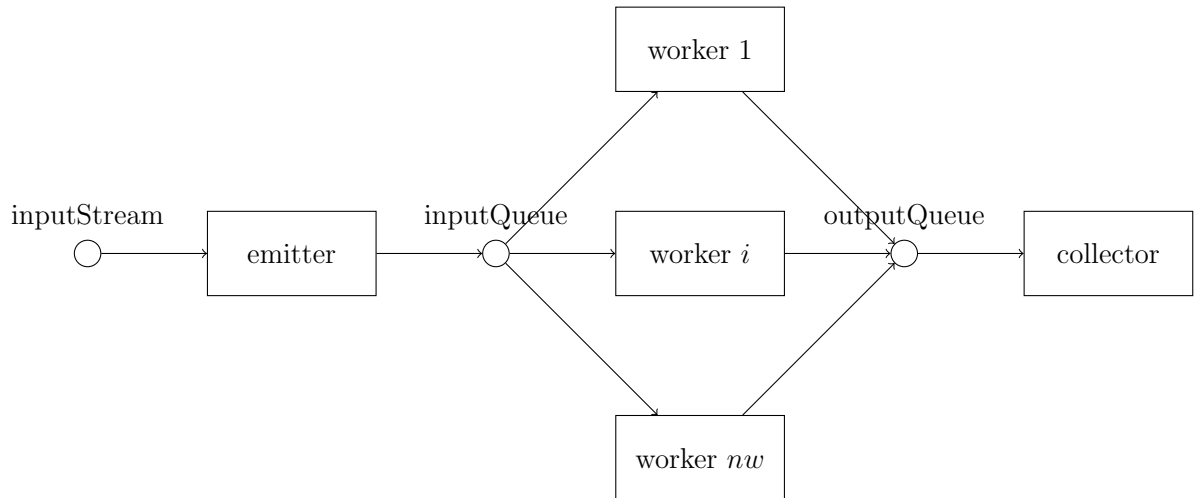 worker 1
inputStream
inputQueue
outputQueue
emitter
worker i
collector
worker nw